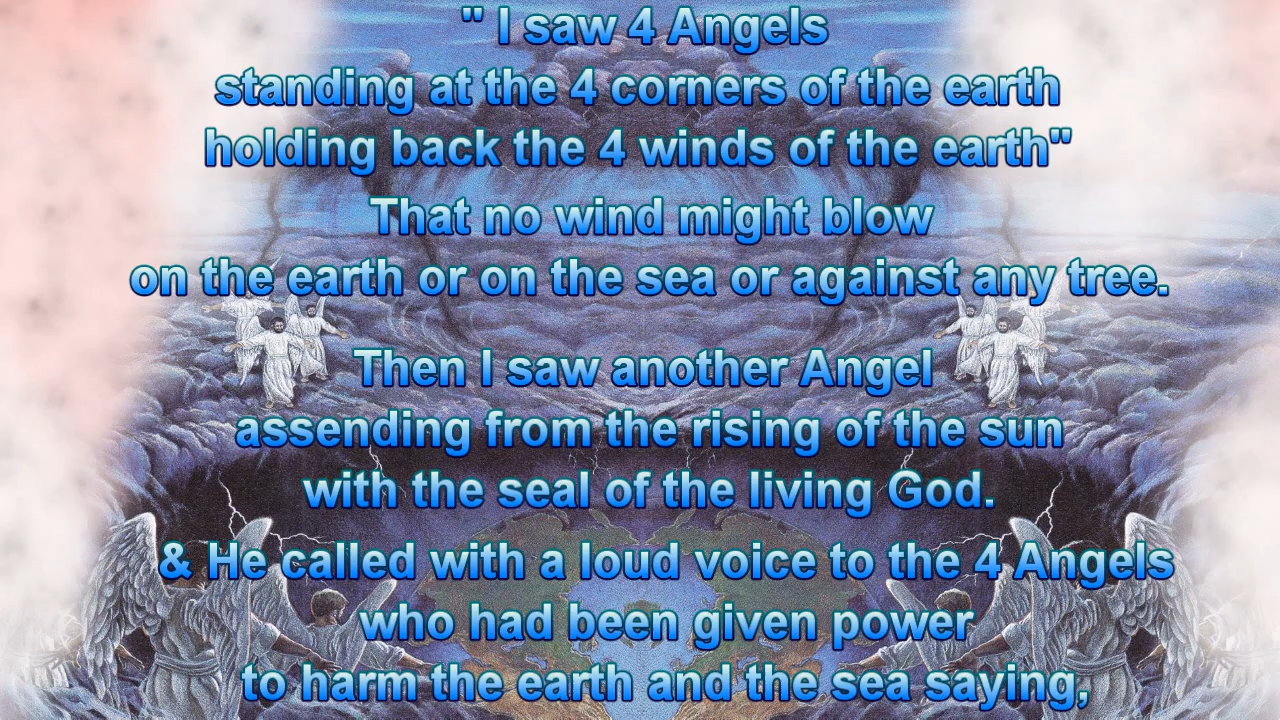 " I saw 4 Angels
standing at the 4 corners of the earth
holding back the 4 winds of the earth"
That no wind might blow
on the earth or on the sea or against any tree.
Then I saw another Angel
assending from the rising of the sun
with the seal of the living God.
& He called with a loud voice to the 4 Angels
who had been given power
to harm the earth and the sea saying,